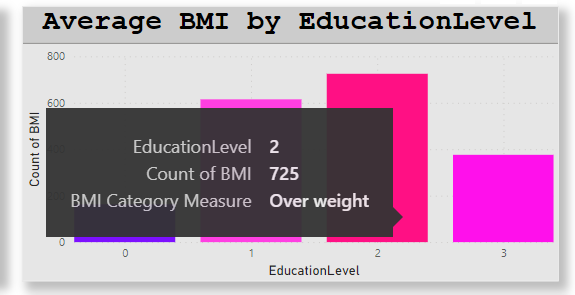 Average BMI by EducationLevel
800
600
EducationLevel 2
Count of BMI 725
BMI Category Measure Over weight
0
Count of BMI
0 1 2 3
EducationLevel